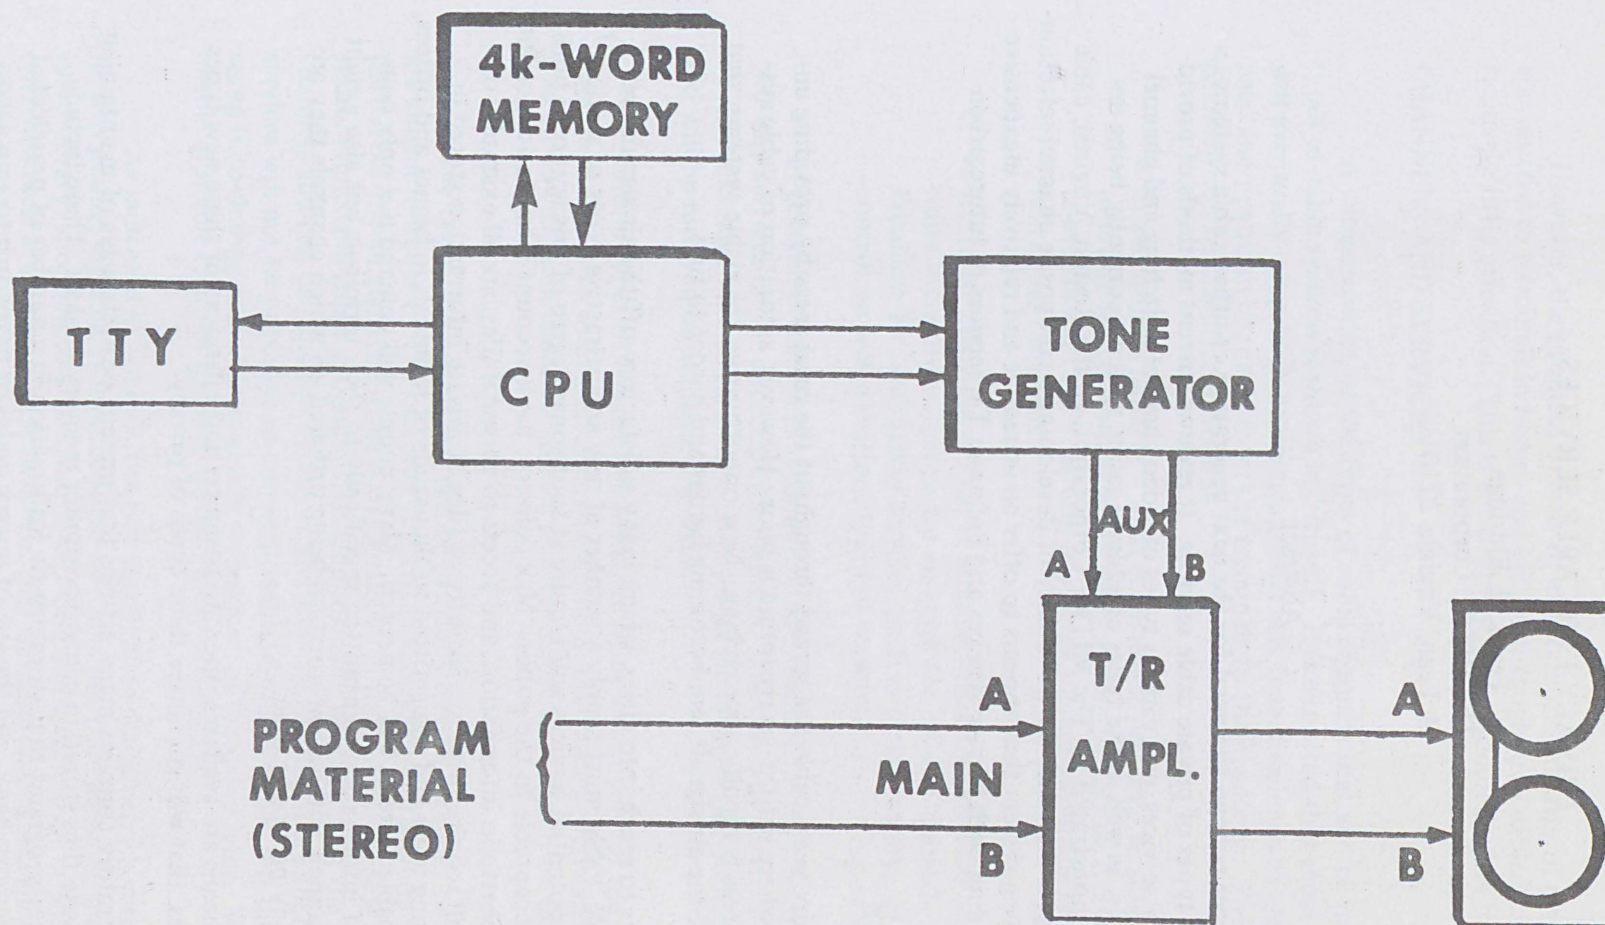 4k-WORD
MEMORY
TTY
CPU
TONE
GENERATOR
AUX
A
B
T/R
AMPL.
PROGRAM
MATERIAL
(STEREO)
A
MAIN
B
A
B